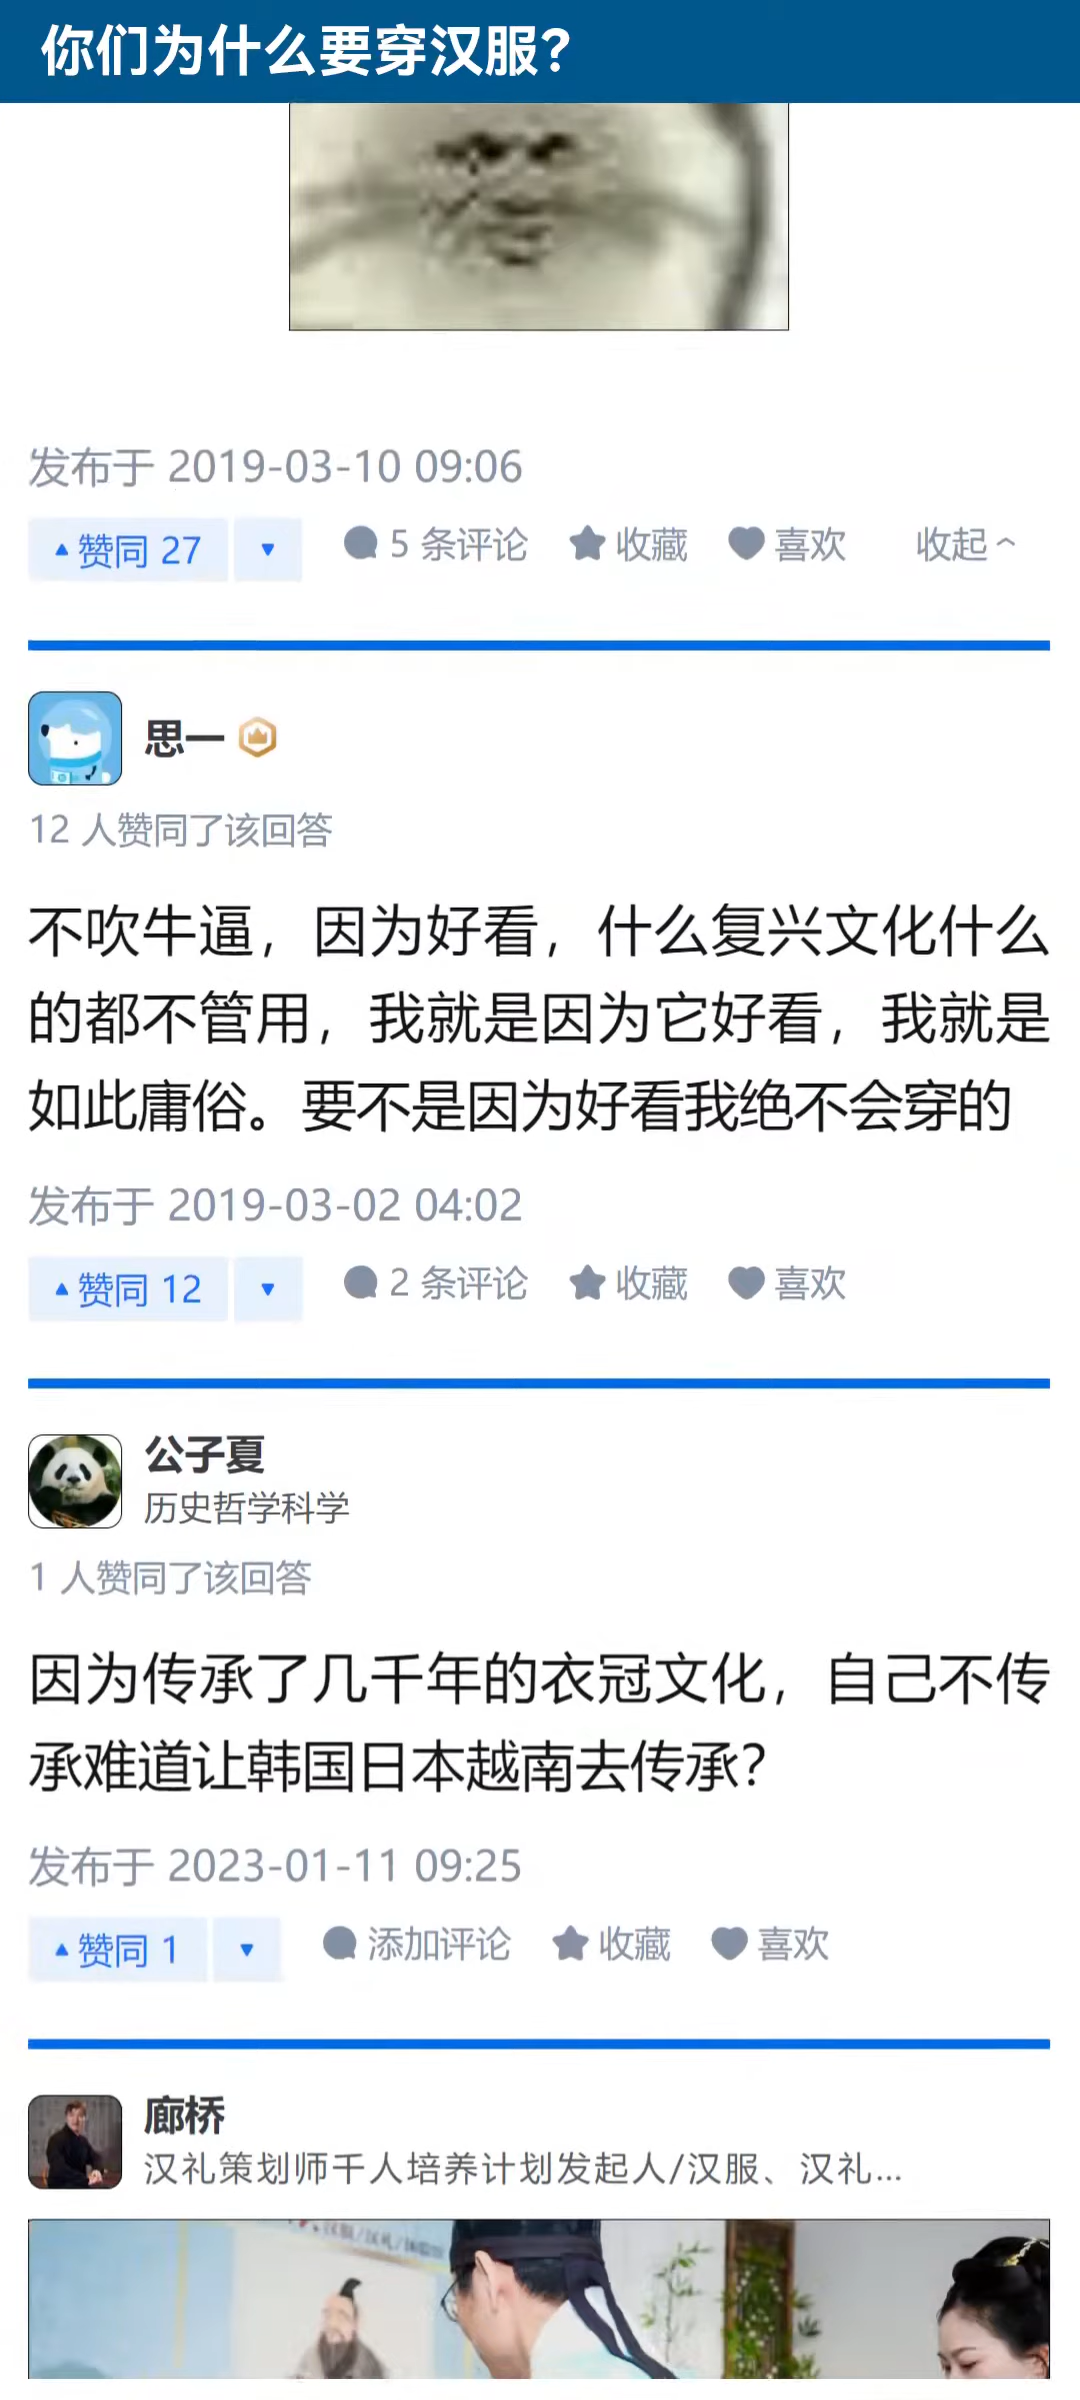 你们为什么要穿汉服?
发布于 2019-03-10 09:06
赞同 27 5 条评论 收藏 喜欢 收起
思一
12 人赞同了该回答
不吹牛逼，因为好看，什么复兴文化什么
的都不管用，我就是因为它好看，我就是
如此庸俗。要不是因为好看我绝不会穿的
发布于 2019-03-02 04:02
赞同 12 2 条评论 收藏 喜欢
公子夏
历史哲学科学
1 人赞同了该回答
因为传承了几千年的衣冠文化，自己不传
承难道让韩国日本越南去传承?
发布于 2023-01-11 09:25
赞同 1 添加评论 收藏 喜欢
廊桥
汉礼策划师千人培养计划发起人/汉服、汉礼...